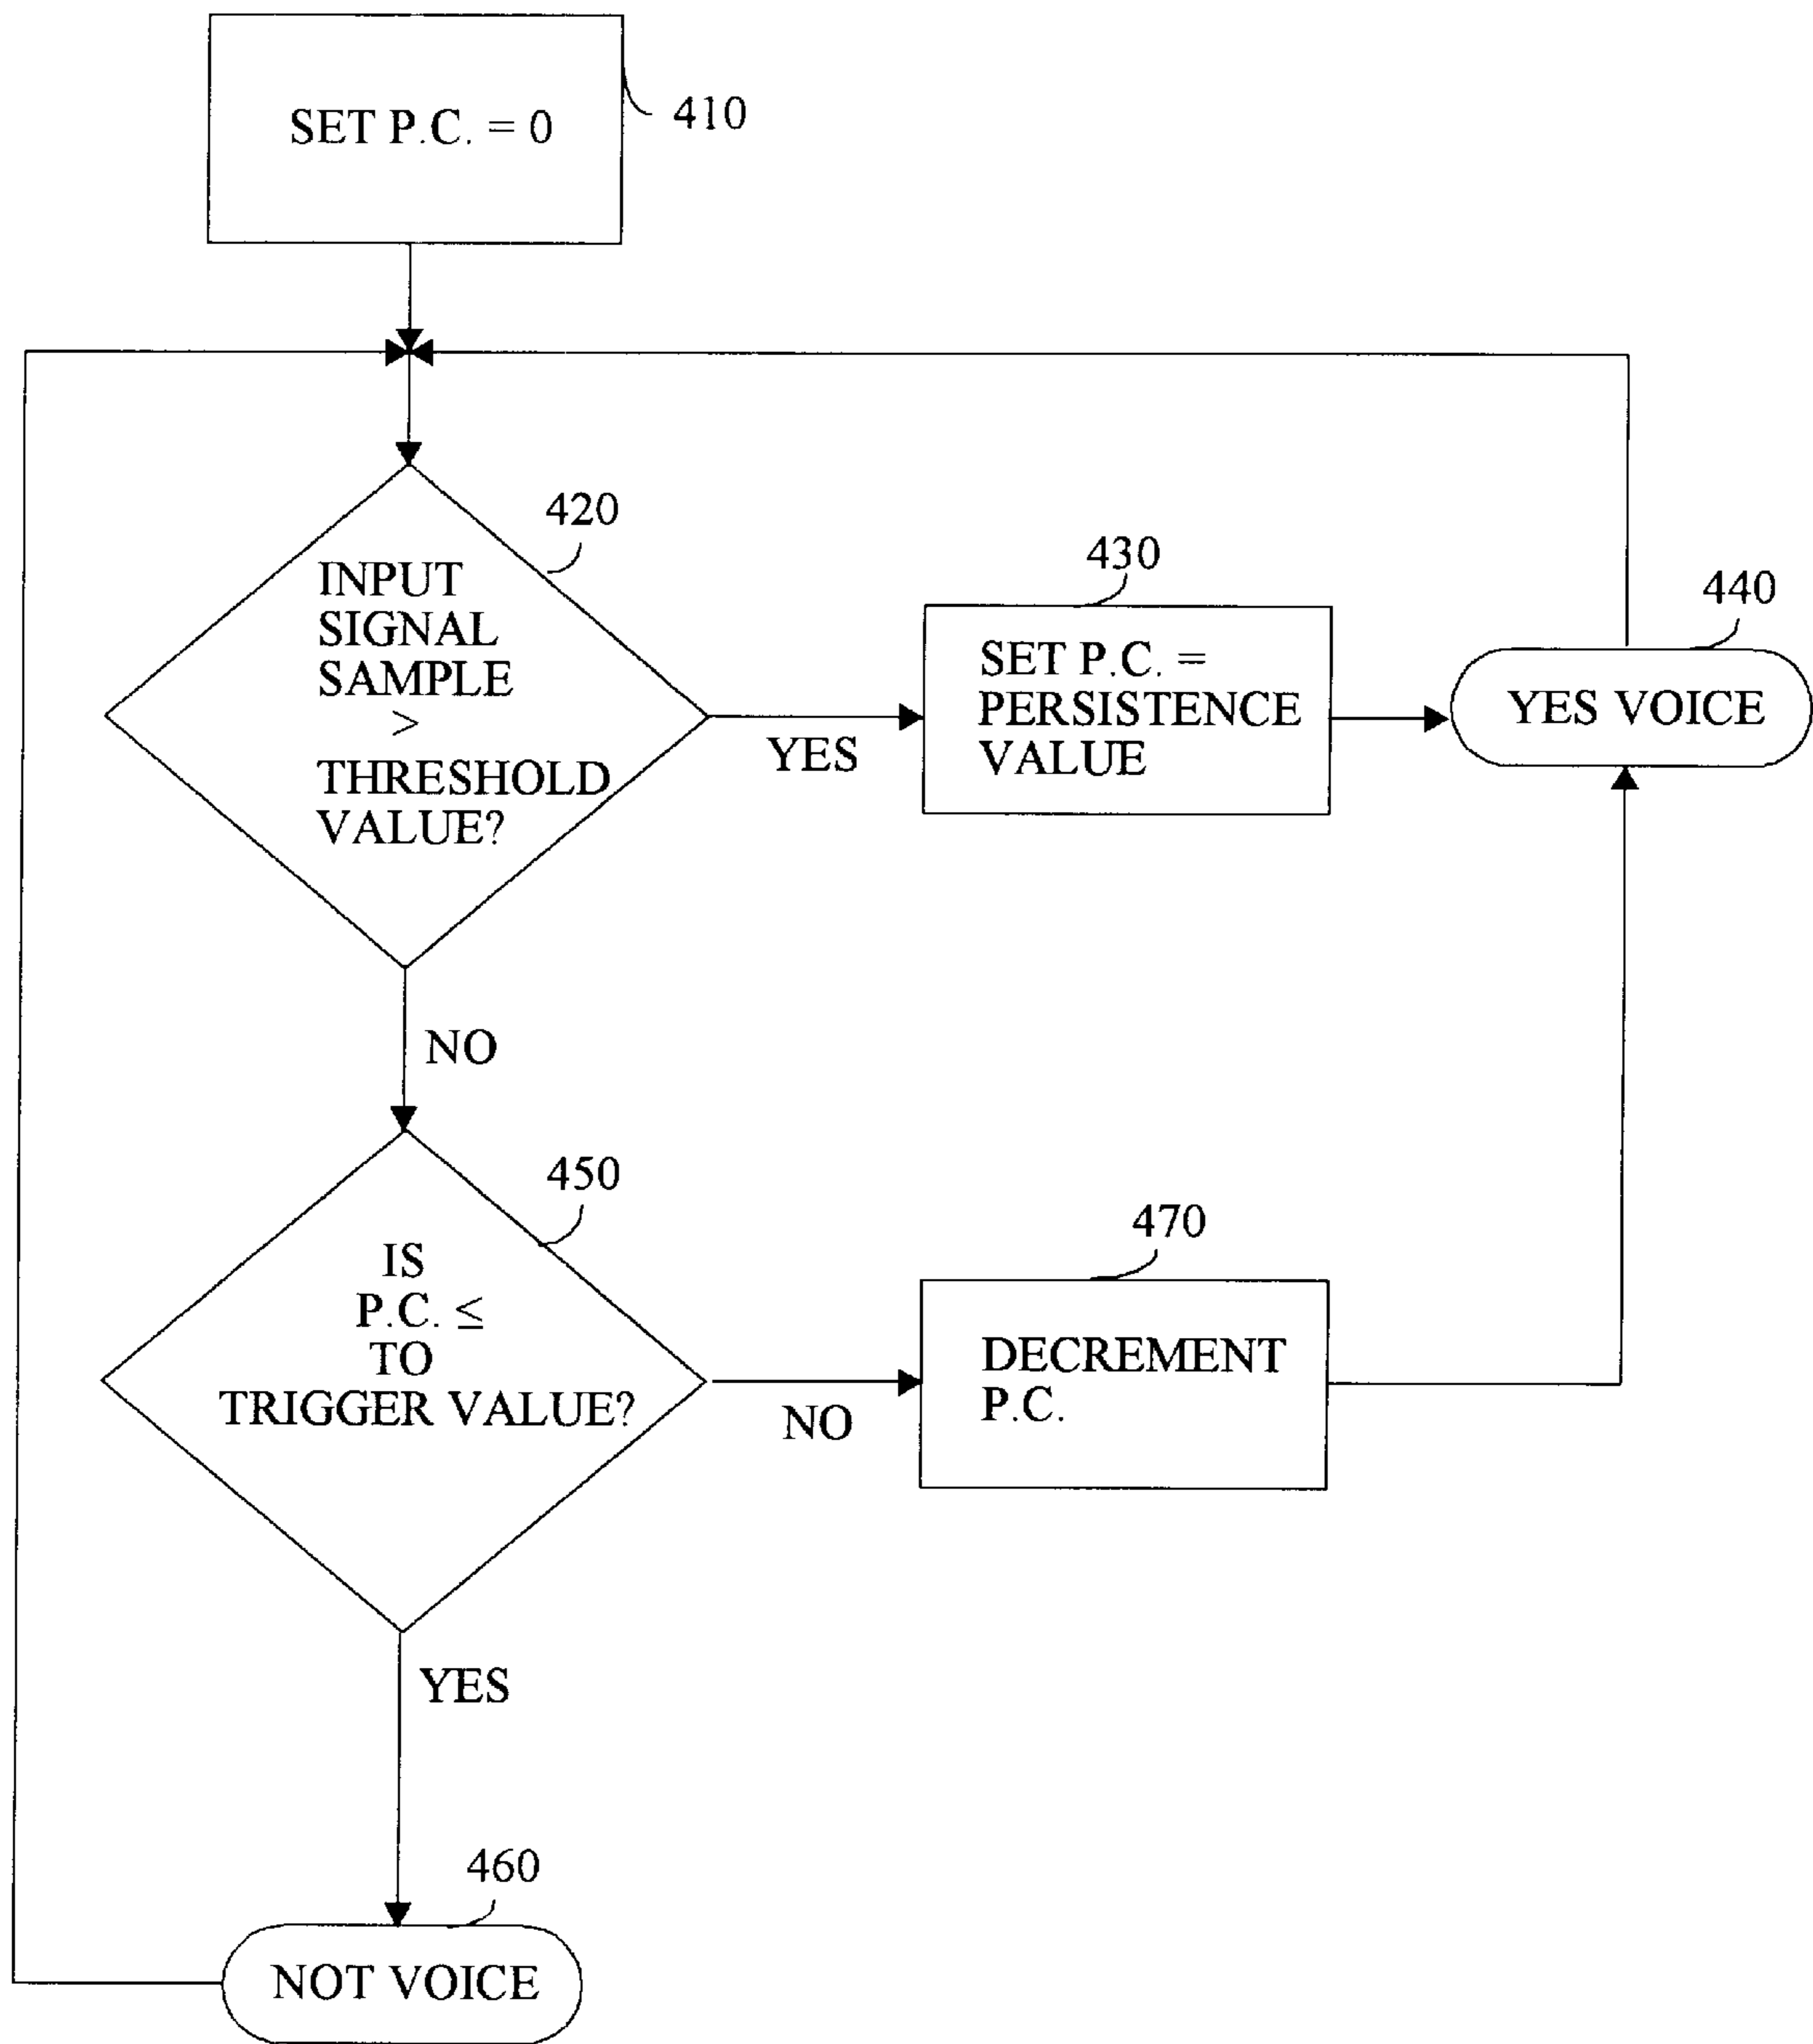 SET P.C. = 0
410
420
INPUT
SIGNAL
SAMPLE
>
THRESHOLD
VALUE?
YES
430
SET P.C. =
PERSISTENCE
VALUE
440
YES VOICE
NO
450
IS
P.C. ≤
TO
TRIGGER VALUE?
NO
470
DECREMENT
P.C.
YES
460
NOT VOICE